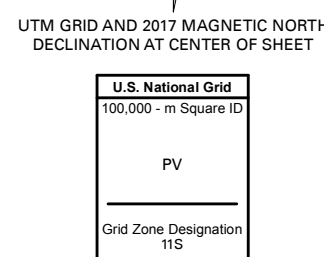 UTM GRID AND 2017 MAGNETIC NORTH
DECLINATION AT CENTER OF SHEET
U.S. National Grid
100,000 - m Square ID
PV
Grid Zone Designation
11S